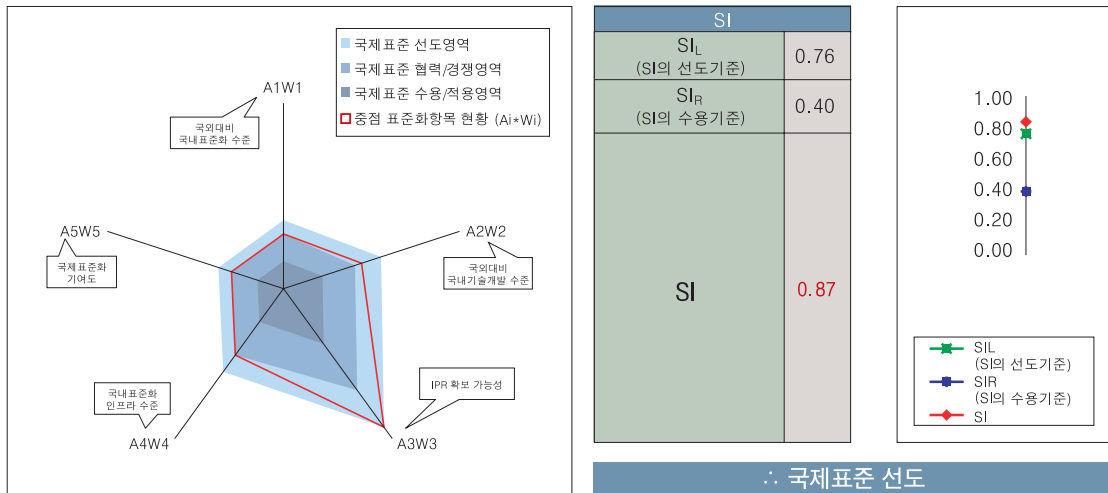 국제표준 선도영역
국제표준 협력/경쟁영역
국제표준 수용/적용영역
중점 표준화항목 현황 (Ai*Wi)
A1W1
국외대비
국내표준화 수준
A2W2
국외대비
국내기술개발 수준
A5W5
국제표준화
기여도
국내표준화
인프라 수준
A4W4
IPR 확보 가능성
A3W3
SI
SIL
(SI의 선도기준)
0.76
SIR
(SI의 수용기준)
0.40
SI
0.87
1.00
0.80
0.60
0.40
0.20
0.00
SIL
(SI의 선도기준)
SIR
(SI의 수용기준)
SI
∴ 국제표준 선도